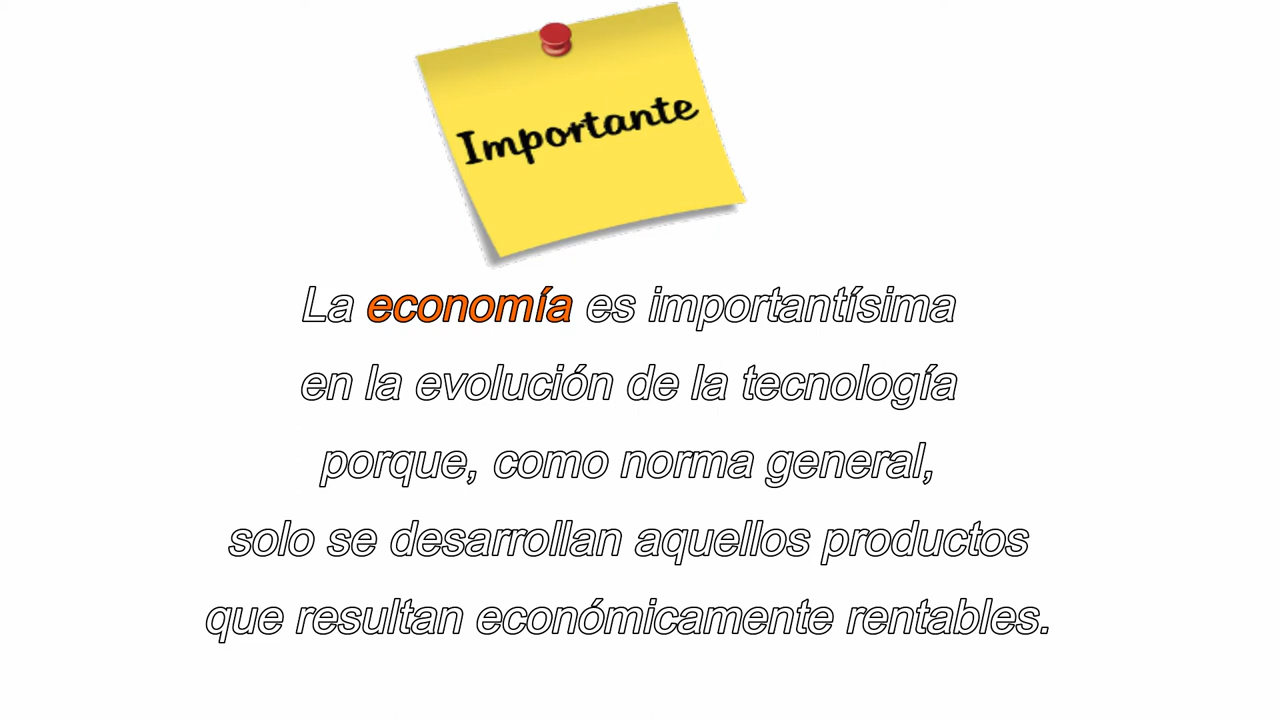 Importante
La economía es importantísima
en la evolución de la tecnología
porque, como norma general,
solo se desarrollan aquellos productos
que resultan económicamente rentables.